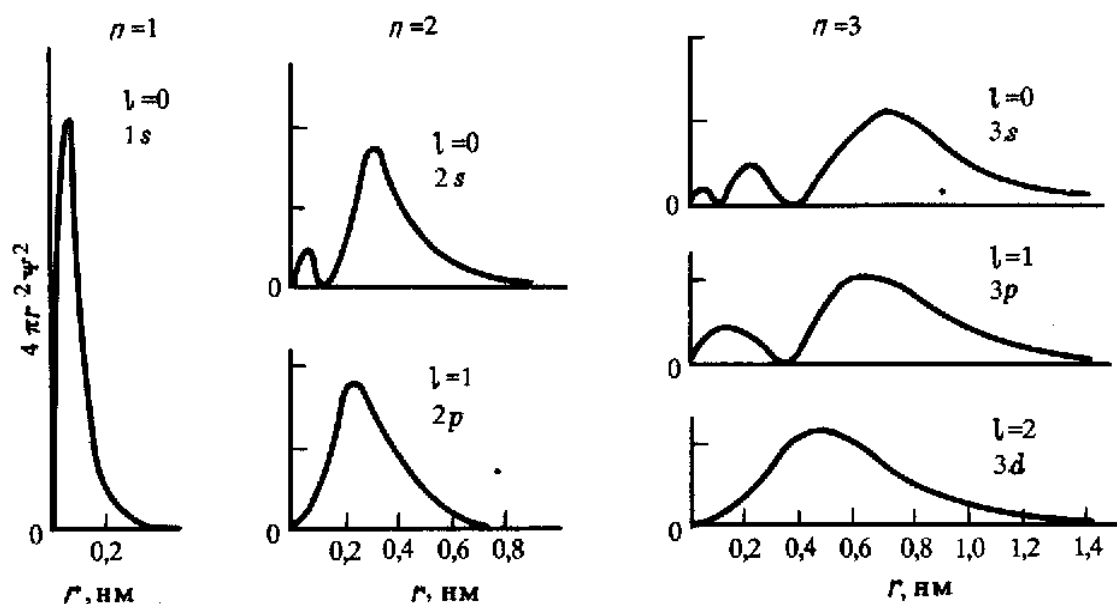 n=1
n=2
n=3
4πr²ψ²
l=0
1s
0
0,2
r, нм
l=0
2s
0
l=1
2p
0
0,2 0,4 0,6 0,8
r, нм
l=0
3s
0
l=1
3p
0
l=2
3d
0
0,2 0,4 0,6 0,8 1,0 1,2 1,4
r, нм